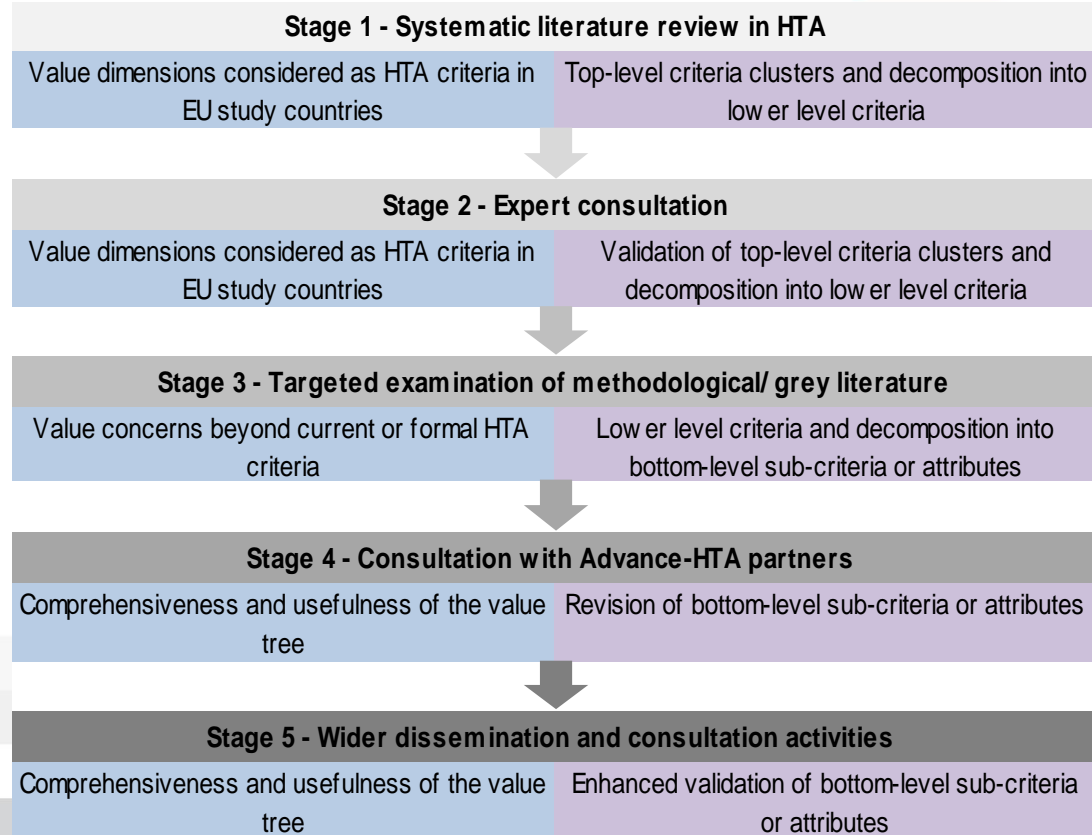 Stage 1 - Systematic literature review in HTA
Value dimensions considered as HTA criteria in
EU study countries
Top-level criteria clusters and decomposition into
lower level criteria
Stage 2 - Expert consultation
Value dimensions considered as HTA criteria in
EU study countries
Validation of top-level criteria clusters and
decomposition into lower level criteria
Stage 3 - Targeted examination of methodological/ grey literature
Value concerns beyond current or formal HTA
criteria
Lower level criteria and decomposition into
bottom-level sub-criteria or attributes
Stage 4 - Consultation with Advance-HTA partners
Comprehensiveness and usefulness of the value
tree
Revision of bottom-level sub-criteria or attributes
Stage 5 - Wider dissemination and consultation activities
Comprehensiveness and usefulness of the value
tree
Enhanced validation of bottom-level sub-criteria
or attributes